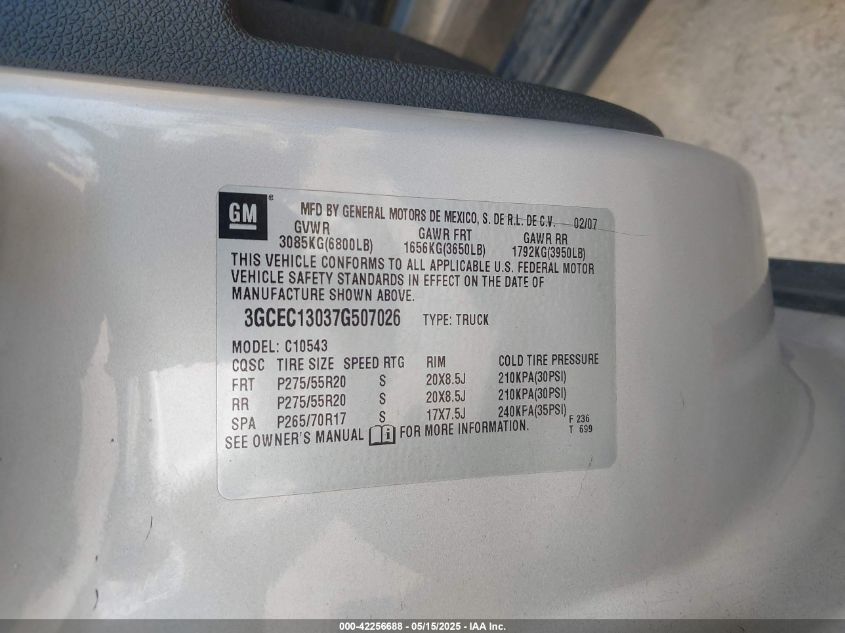 GM ®
MFD BY GENERAL MOTORS DE MEXICO, S. DE R.L. DE C.V. 02/07
GVWR GAWR FRT GAWR RR
3085KG(6800LB) 1656KG(3650LB) 1792KG(3950LB)
THIS VEHICLE CONFORMS TO ALL APPLICABLE U.S. FEDERAL MOTOR
VEHICLE SAFETY STANDARDS IN EFFECT ON THE DATE OF
MANUFACTURE SHOWN ABOVE.
3GCEC13037G507026 TYPE: TRUCK
MODEL: C10543
CQSC TIRE SIZE SPEED RTG RIM COLD TIRE PRESSURE
FRT P275/55R20 S 20X8.5J 210KPA(30PSI)
RR P275/55R20 S 20X8.5J 210KPA(30PSI)
SPA P265/70R17 S 17X7.5J 240KPA(35PSI)
SEE OWNER'S MANUAL i FOR MORE INFORMATION.
F 236
T 699
000-42256688 - 05/15/2025 - IAA Inc.